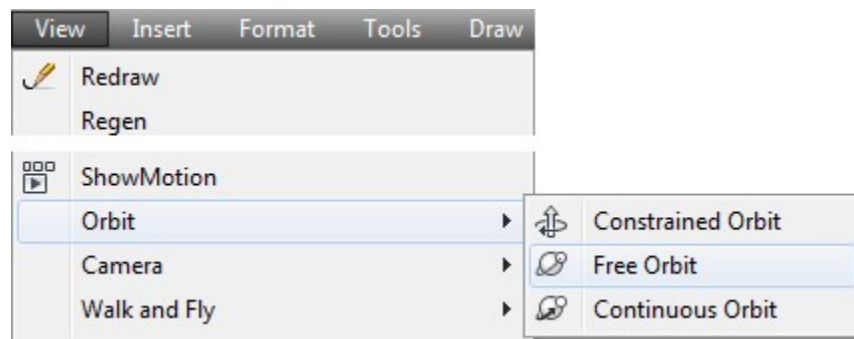 View Insert Format Tools Draw
Redraw
Regen
ShowMotion
Orbit
Constrained Orbit
Camera
Free Orbit
Walk and Fly
Continuous Orbit